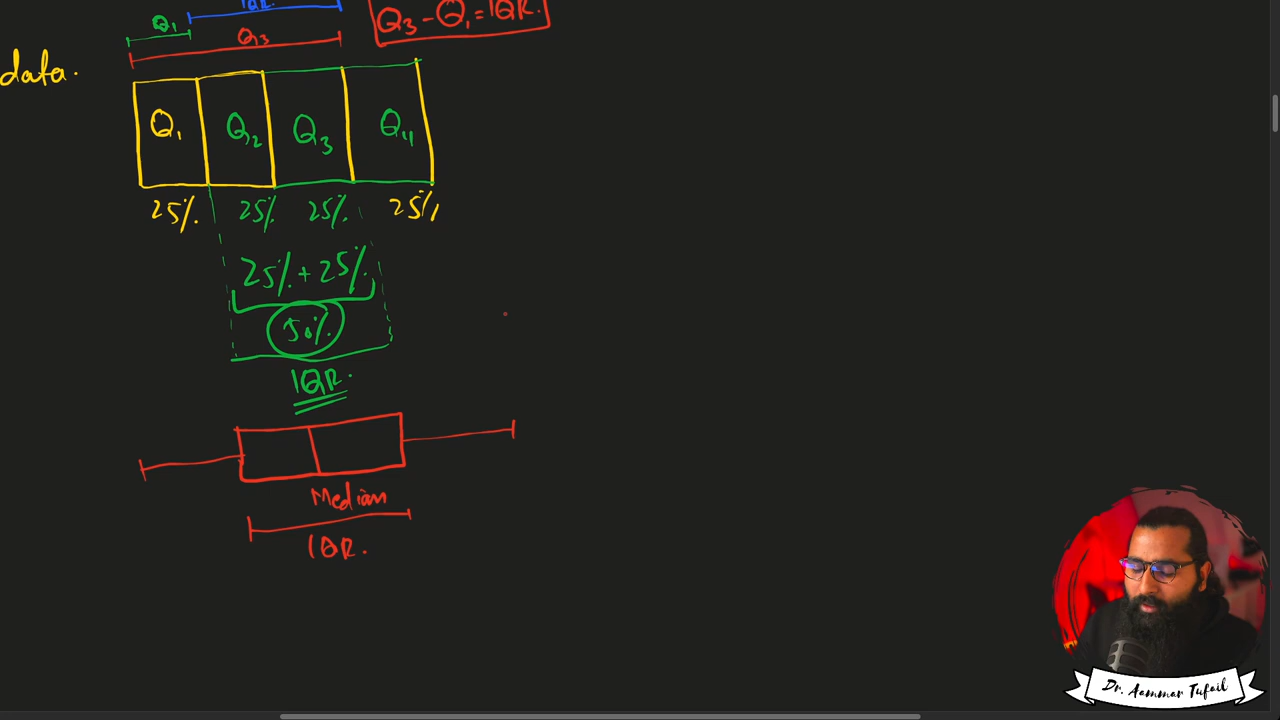 IQR.
Q3 - Q1 = IQR.
Q1
Q3
data.
Q1 Q2 Q3 Q4
25% 25% 25% 25%
25% + 25%
50%
IQR.
Median
IQR.
Dr. Aammar Tufail